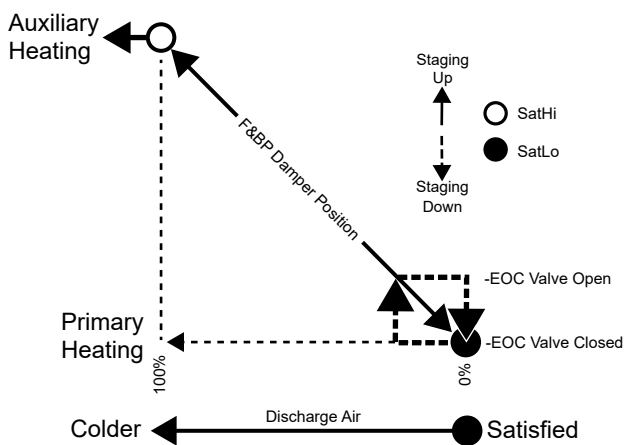 Auxiliary
Heating
Staging
Up
SatHi
SatLo
Staging
Down
F&BP Damper Position
-EOC Valve Open
Primary
Heating
-EOC Valve Closed
100%
0%
Colder
Discharge Air
Satisfied